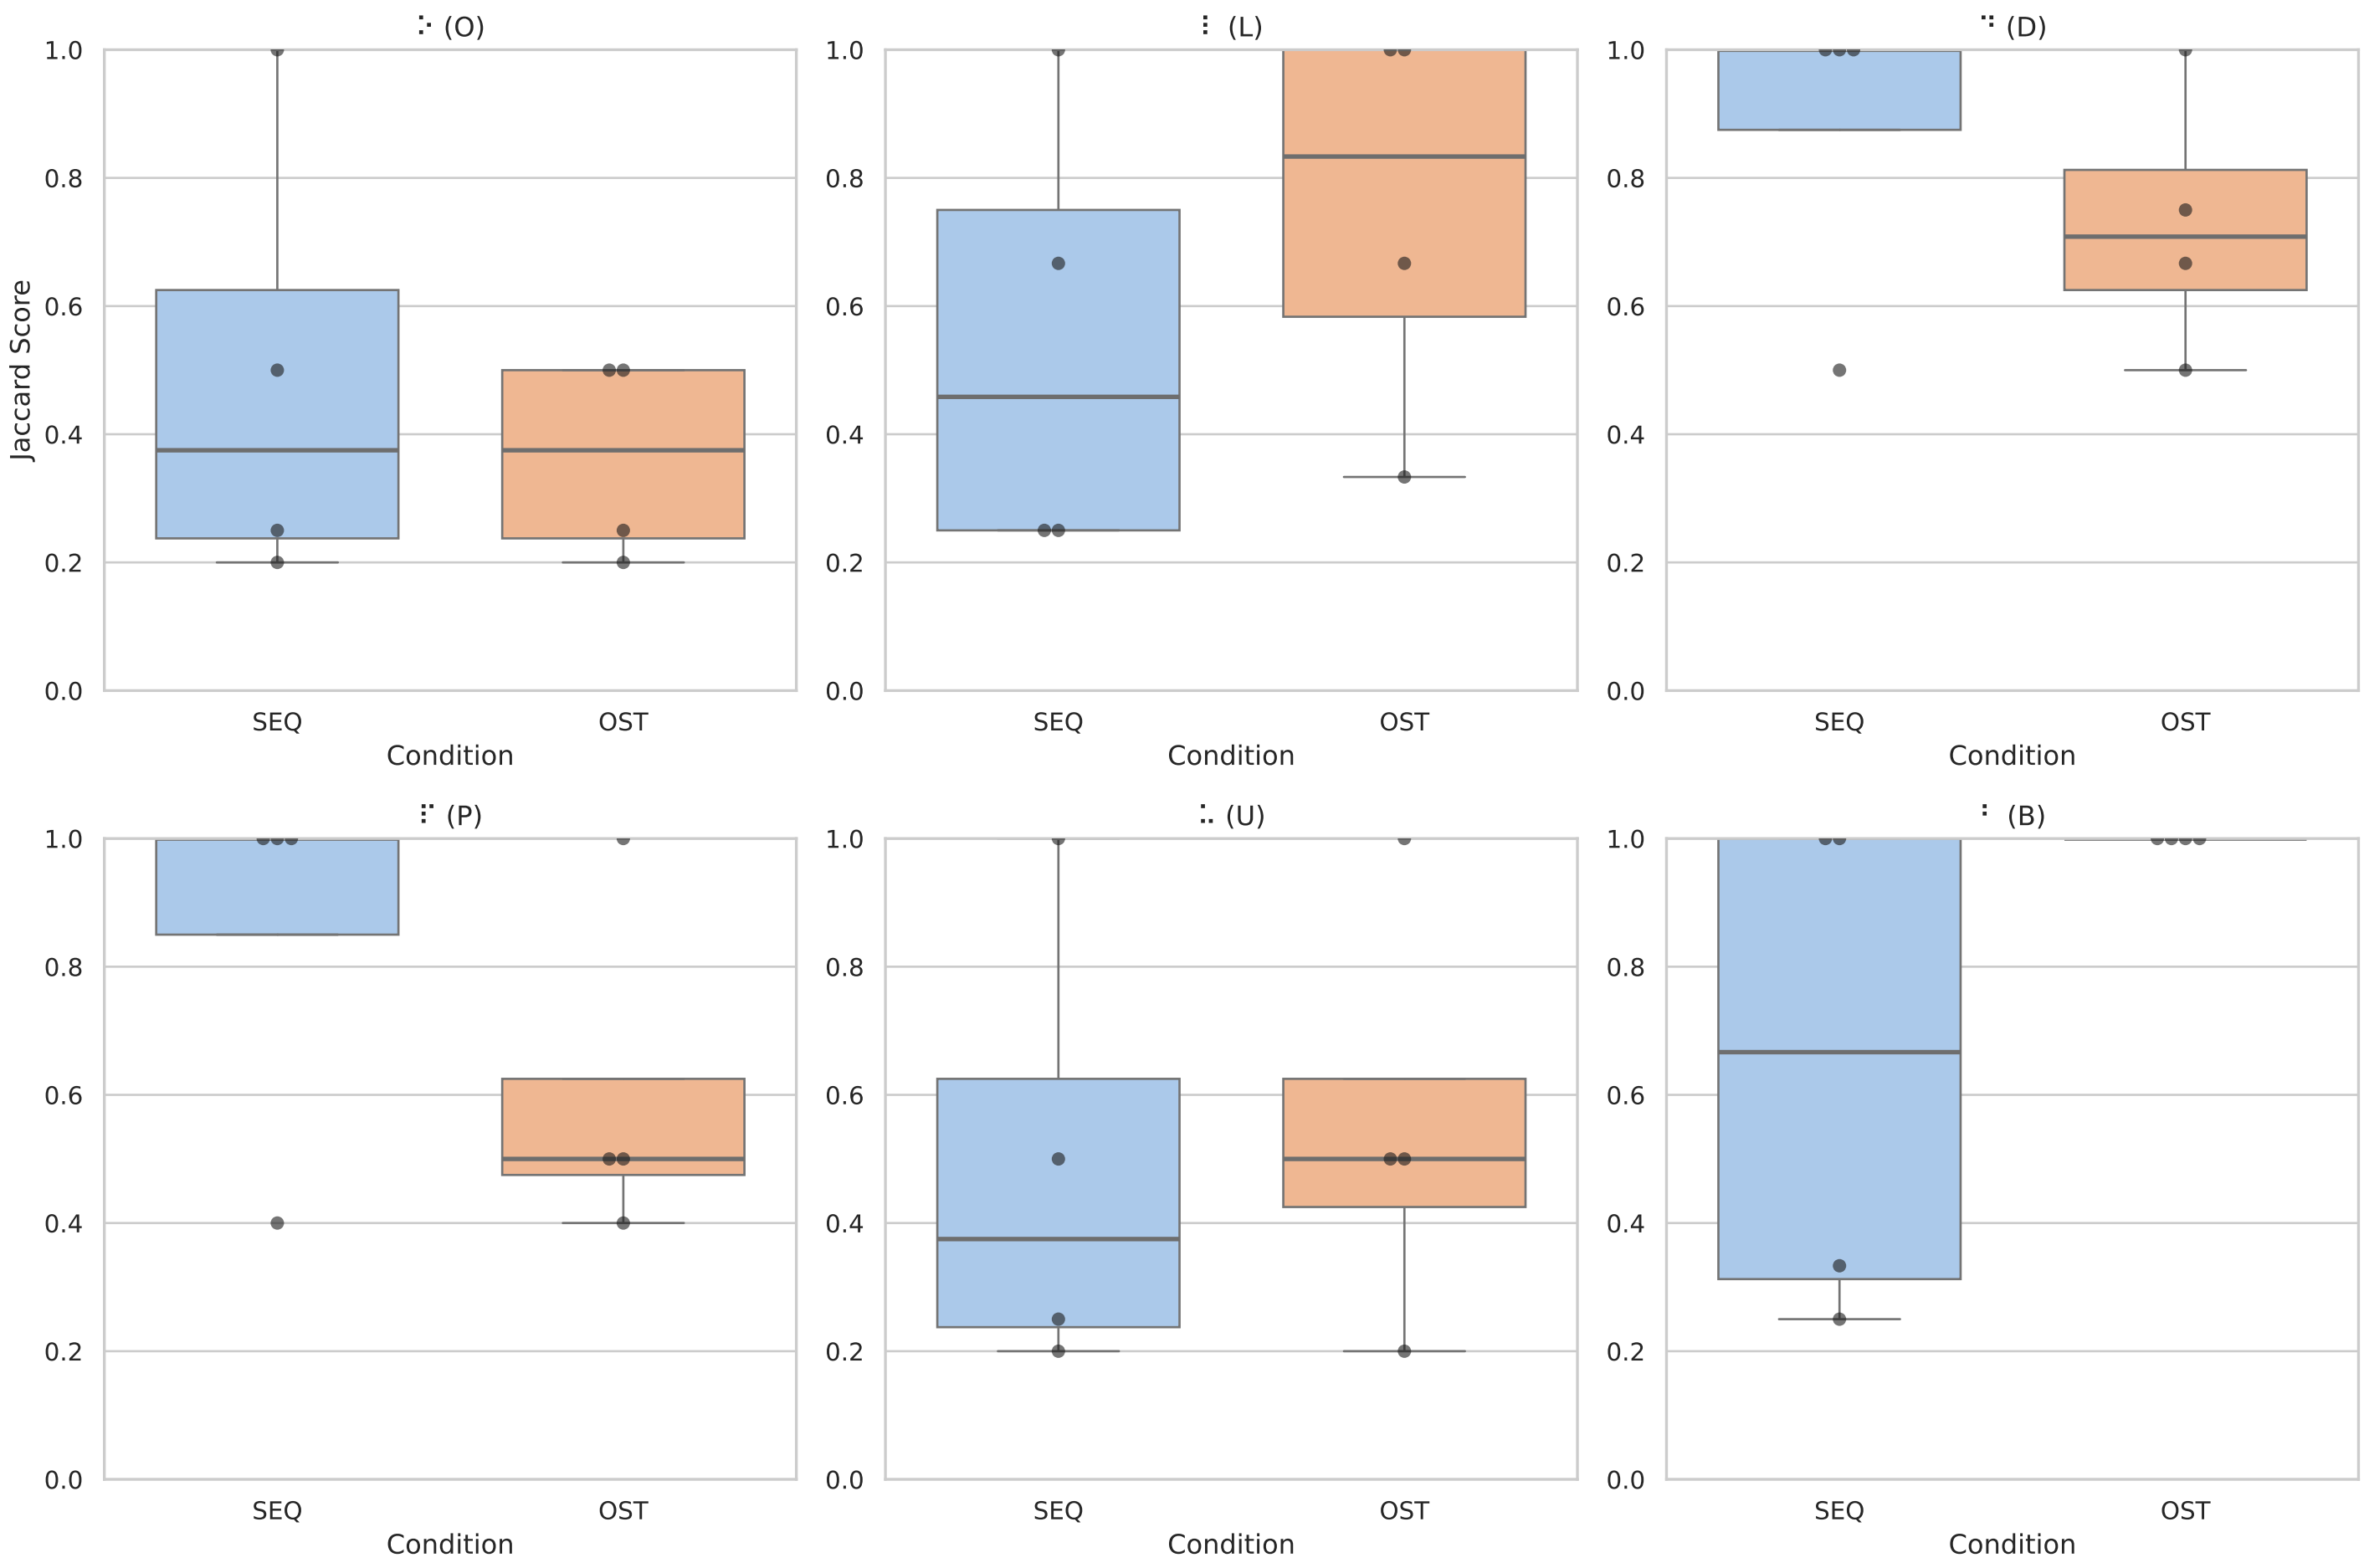 ⠕ (O)
⠇ (L)
⠙ (D)
1.0
0.8
0.6
0.4
0.2
0.0
Jaccard Score
SEQ
OST
Condition
1.0
0.8
0.6
0.4
0.2
0.0
SEQ
OST
Condition
1.0
0.8
0.6
0.4
0.2
0.0
SEQ
OST
Condition
⠏ (P)
⠥ (U)
⠃ (B)
1.0
0.8
0.6
0.4
0.2
0.0
SEQ
OST
Condition
1.0
0.8
0.6
0.4
0.2
0.0
SEQ
OST
Condition
1.0
0.8
0.6
0.4
0.2
0.0
SEQ
OST
Condition